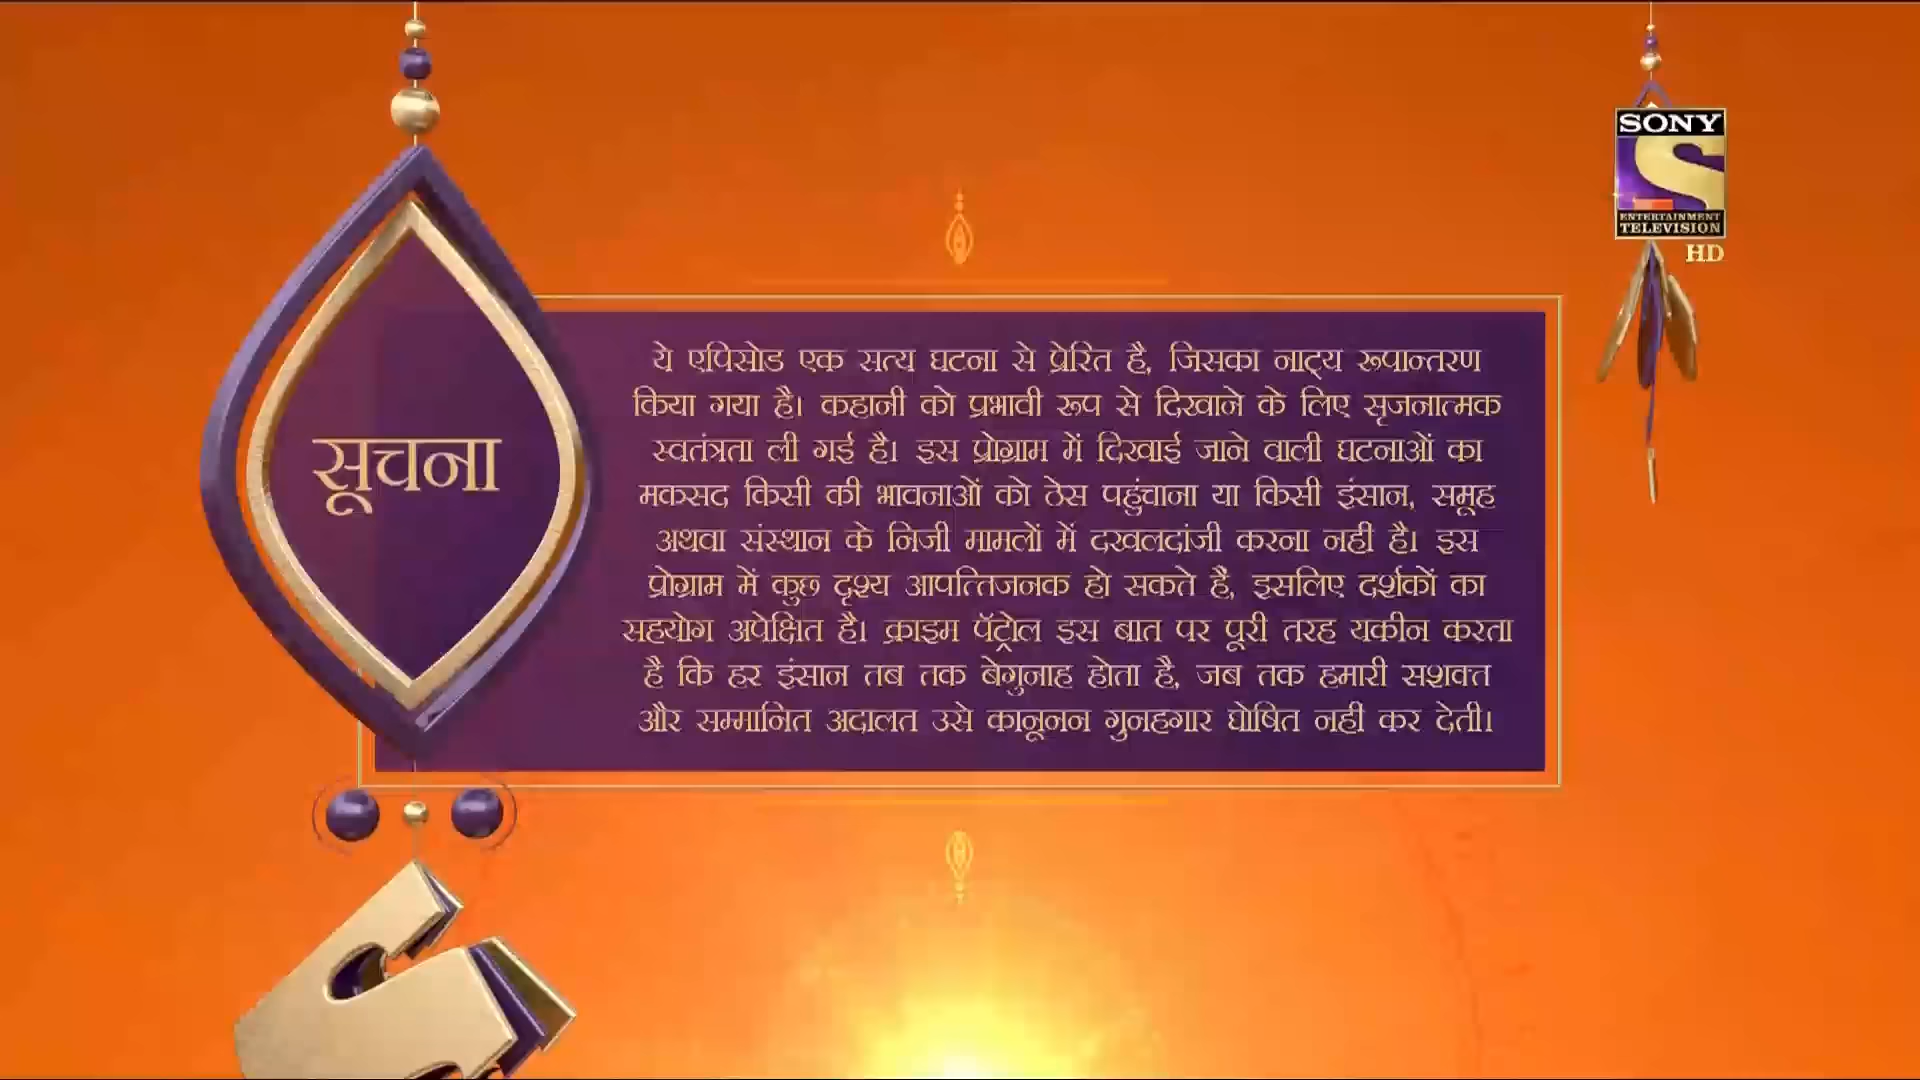 सूचना
ये एपिसोड एक सत्य घटना से प्रेरित है, जिसका नाट्य रूपान्तरण
किया गया है। कहानी को प्रभावी रूप से दिखाने के लिए सृजनात्मक
स्वतंत्रता ली गई है। इस प्रोग्राम में दिखाई जाने वाली घटनाओं का
मकसद किसी की भावनाओं को ठेस पहुंचाना या किसी इंसान, समूह
अथवा संस्थान के निजी मामलों में दखलदांजी करना नहीं है। इस
प्रोग्राम में कुछ दृश्य आपत्तिजनक हो सकते हैं, इसलिए दर्शकों का
सहयोग अपेक्षित है। क्राइम पॅट्रोल इस बात पर पूरी तरह यकीन करता
है कि हर इंसान तब तक बेगुनाह होता है, जब तक हमारी सशक्त
और सम्मानित अदालत उसे कानूनन गुनहगार घोषित नहीं कर देती।
SONY
ENTERTAINMENT
TELEVISION
HD